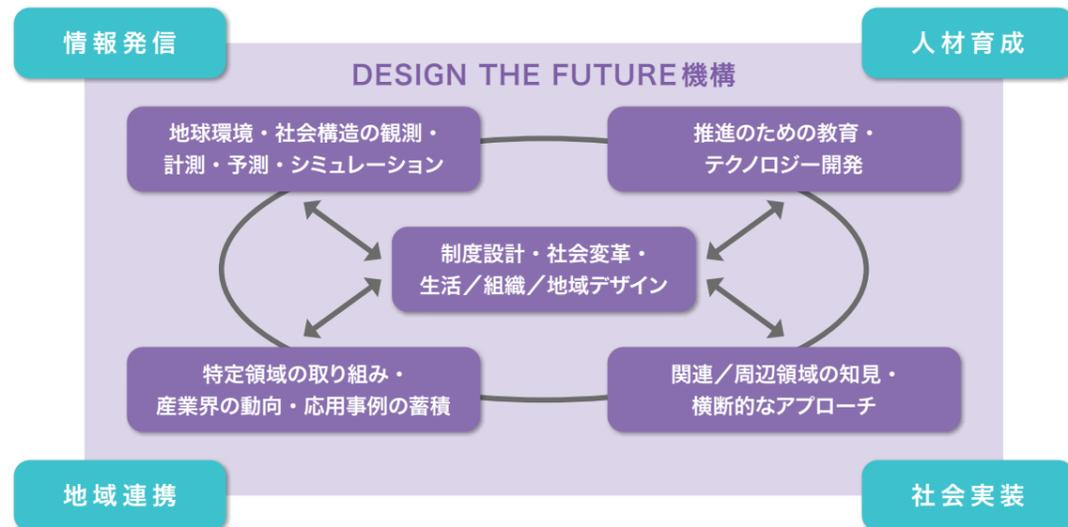 情報発信
人材育成
DESIGN THE FUTURE機構
地球環境・社会構造の観測・
計測・予測・シミュレーション
推進のための教育・
テクノロジー開発
制度設計・社会変革・
生活／組織／地域デザイン
特定領域の取り組み・
産業界の動向・応用事例の蓄積
関連／周辺領域の知見・
横断的なアプローチ
地域連携
社会実装